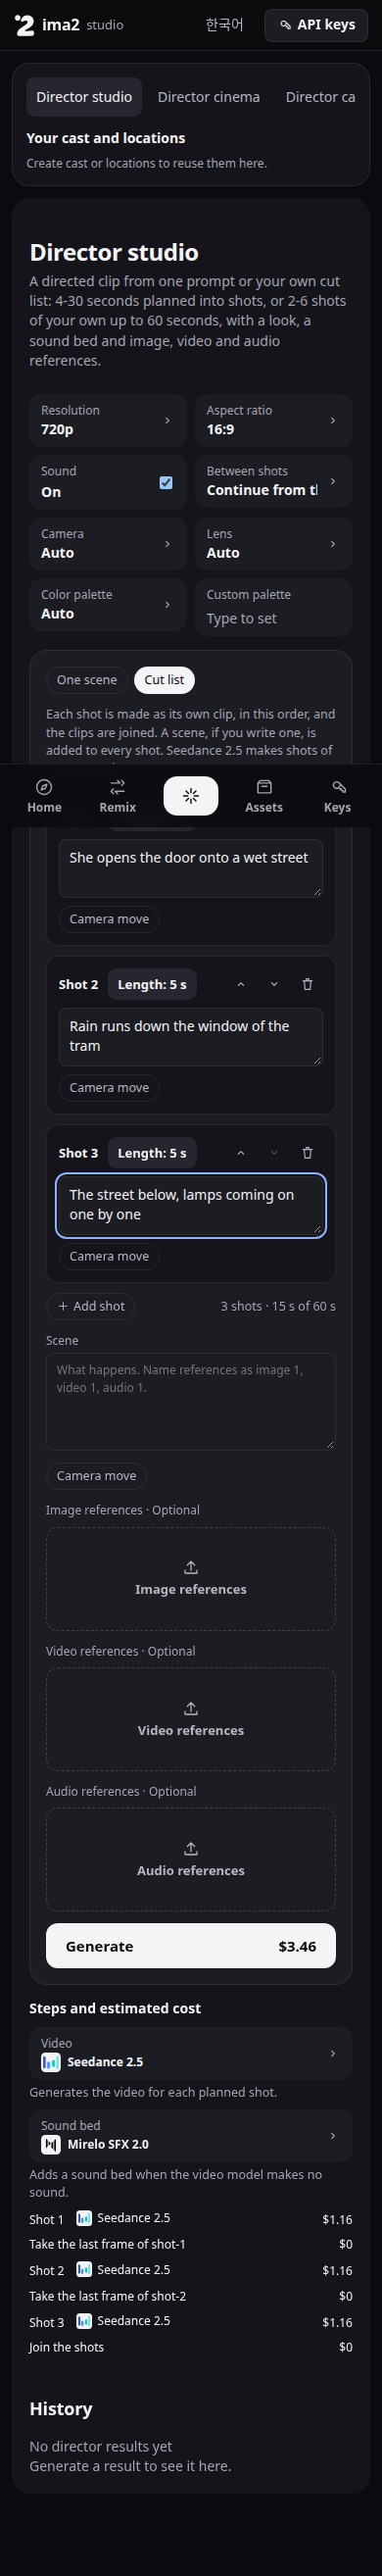 ima2 studio
한국어
API keys
Director studio
Director cinema
Director ca
Your cast and locations
Create cast or locations to reuse them here.
Director studio
A directed clip from one prompt or your own cut
list: 4-30 seconds planned into shots, or 2-6 shots
of your own up to 60 seconds, with a look, a
sound bed and image, video and audio
references.
Resolution
720p
Aspect ratio
16:9
Sound
On
Between shots
Continue from
Camera
Auto
Lens
Auto
Color palette
Auto
Custom palette
Type to set
One scene
Cut list
Each shot is made as its own clip, in this order, and
the clips are joined. A scene, if you write one, is
added to every shot. Seedance 2.5 makes shots of
Home
Remix
Assets
Keys
She opens the door onto a wet street
Camera move
Shot 2
Length: 5 s
Rain runs down the window of the
tram
Camera move
Shot 3
Length: 5 s
The street below, lamps coming on
one by one
Camera move
+ Add shot
3 shots · 15 s of 60 s
Scene
What happens. Name references as image 1,
video 1, audio 1.
Camera move
Image references · Optional
Image references
Video references · Optional
Video references
Audio references · Optional
Audio references
Generate $3.46
Steps and estimated cost
Video
Seedance 2.5
Generates the video for each planned shot.
Sound bed
Mirelo SFX 2.0
Adds a sound bed when the video model makes no
sound.
Shot 1 Seedance 2.5 $1.16
Take the last frame of shot-1 $0
Shot 2 Seedance 2.5 $1.16
Take the last frame of shot-2 $0
Shot 3 Seedance 2.5 $1.16
Join the shots $0
History
No director results yet
Generate a result to see it here.